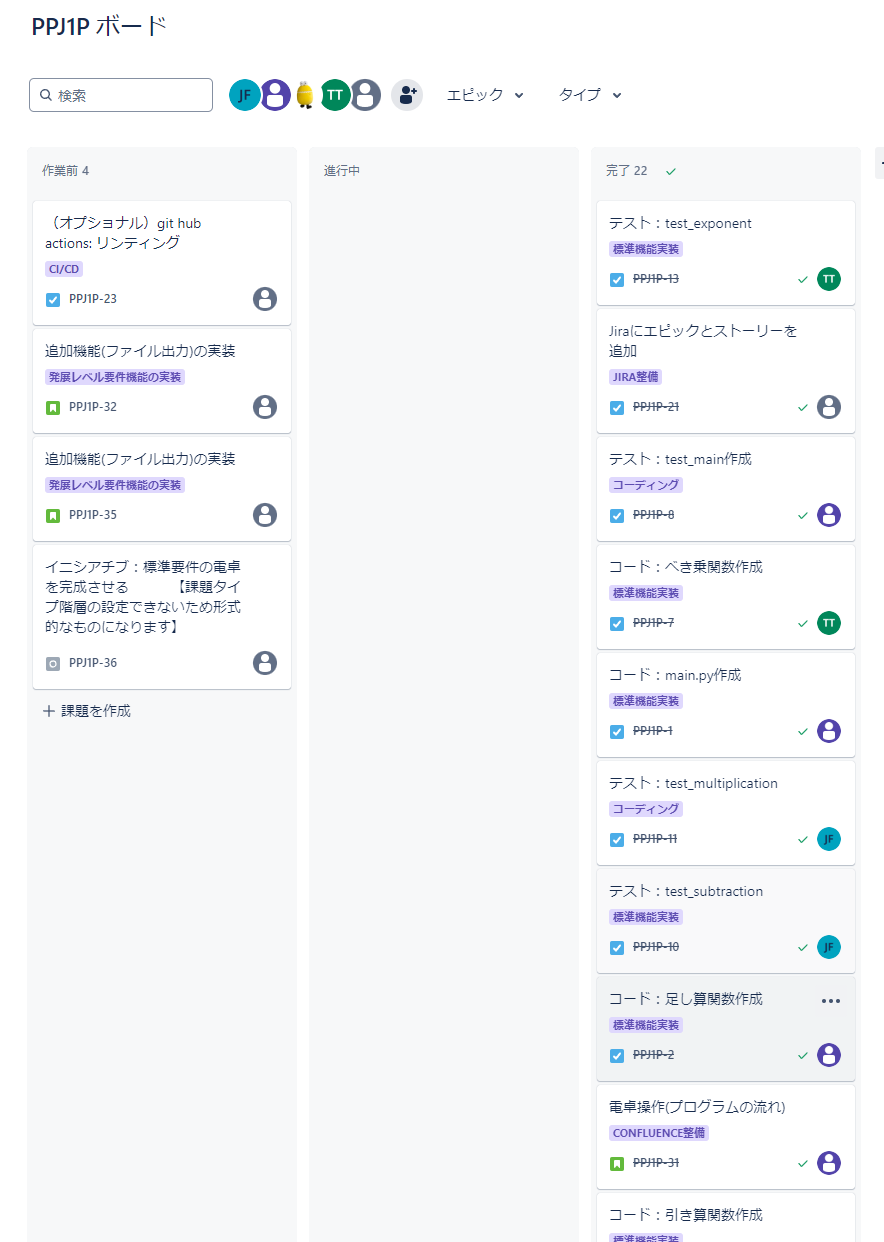 PPJ1P ボード
検索
JF
TT
エピック
タイプ
作業前 4
（オプショナル）git hub
actions: リンティング
CI/CD
PPJ1P-23
追加機能(ファイル出力)の実装
発展レベル要件機能の実装
PPJ1P-32
追加機能(ファイル出力)の実装
発展レベル要件機能の実装
PPJ1P-35
イニシアチブ：標準要件の電卓
を完成させる　　　【課題タイ
プ階層の設定できないため形式
的なものになります】
PPJ1P-36
+ 課題を作成
進行中
完了 22
テスト：test_exponent
標準機能実装
PPJ1P-13
TT
Jiraにエピックとストーリーを
追加
JIRA整備
PPJ1P-21
テスト：test_main作成
コーディング
PPJ1P-8
コード：べき乗関数作成
標準機能実装
PPJ1P-7
TT
コード：main.py作成
標準機能実装
PPJ1P-1
テスト：test_multiplication
コーディング
PPJ1P-11
JF
テスト：test_subtraction
標準機能実装
PPJ1P-10
JF
コード：足し算関数作成
標準機能実装
PPJ1P-2
電卓操作(プログラムの流れ)
CONFLUENCE整備
PPJ1P-31
コード：引き算関数作成
標準機能実装